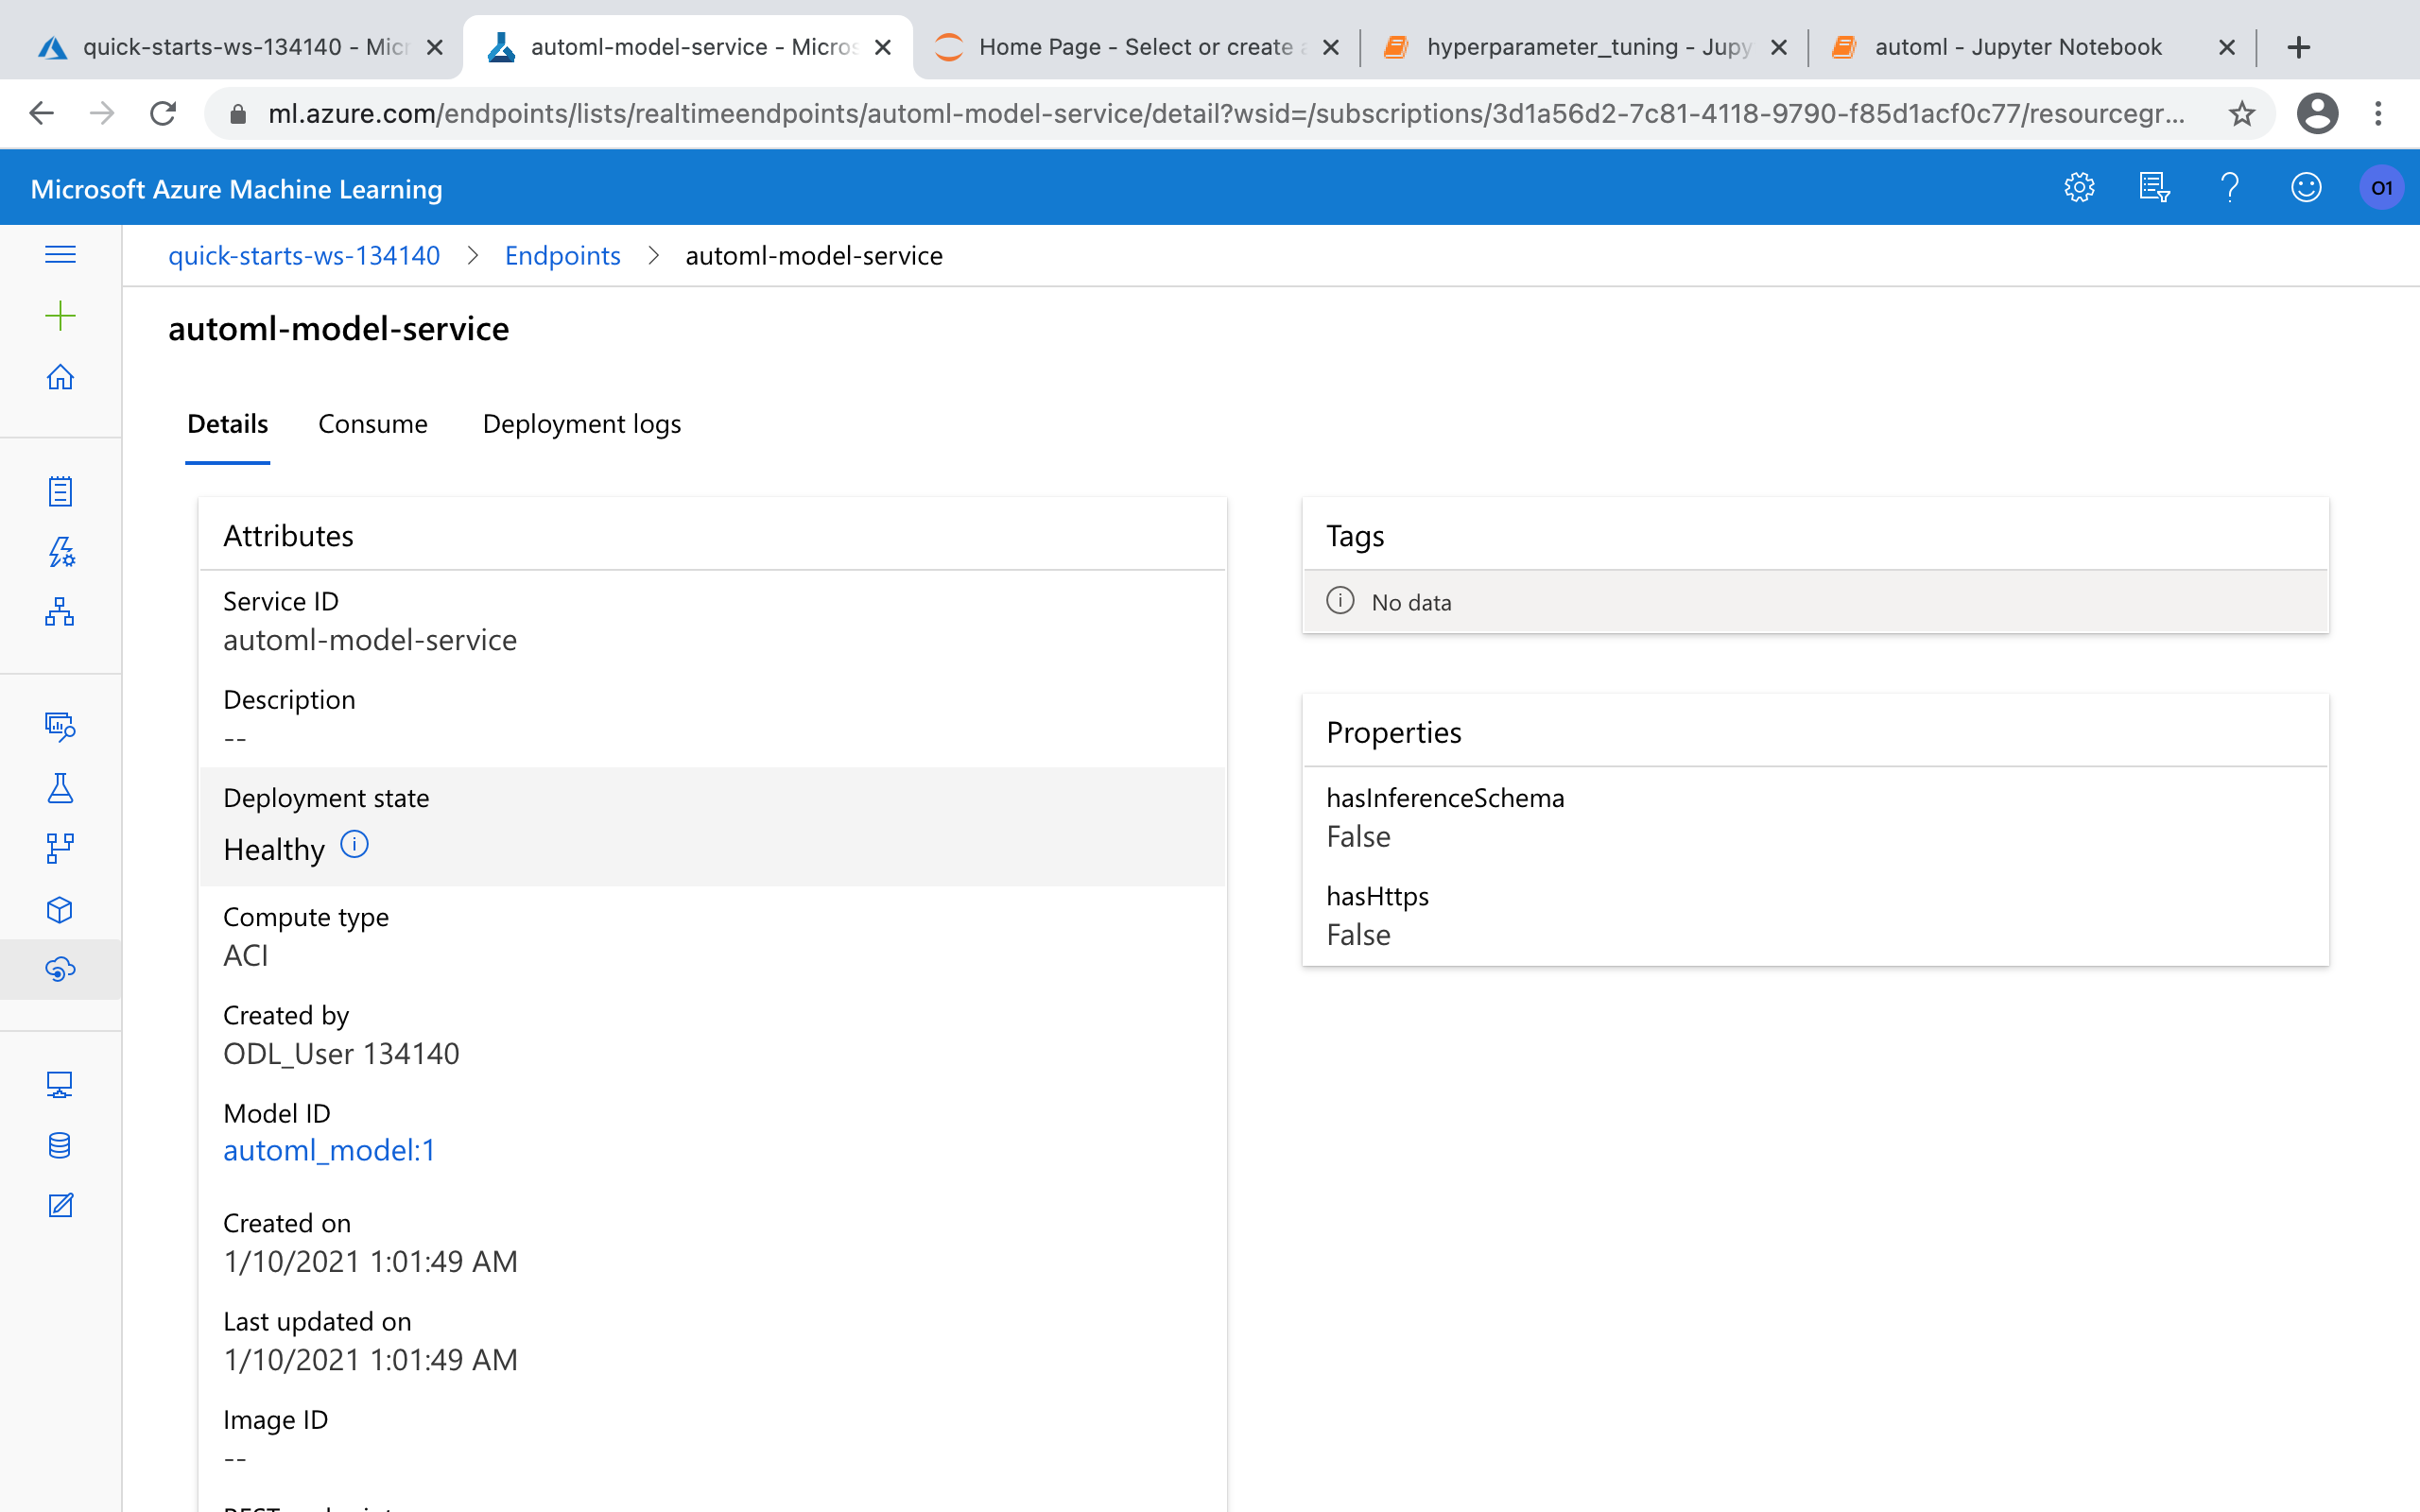 quick-starts-ws-134140 - Micr
automl-model-service - Micros
Home Page - Select or create a
hyperparameter_tuning - Jupy
automl - Jupyter Notebook
ml.azure.com/endpoints/lists/realtimeendpoints/automl-model-service/detail?wsid=/subscriptions/3d1a56d2-7c81-4118-9790-f85d1acf0c77/resourcegr...
Microsoft Azure Machine Learning
O1
quick-starts-ws-134140 > Endpoints > automl-model-service
automl-model-service
Details
Consume
Deployment logs
Attributes
Service ID
automl-model-service
Description
--
Deployment state
Healthy
Compute type
ACI
Created by
ODL_User 134140
Model ID
automl_model:1
Created on
1/10/2021 1:01:49 AM
Last updated on
1/10/2021 1:01:49 AM
Image ID
--
Tags
No data
Properties
hasInferenceSchema
False
hasHttps
False